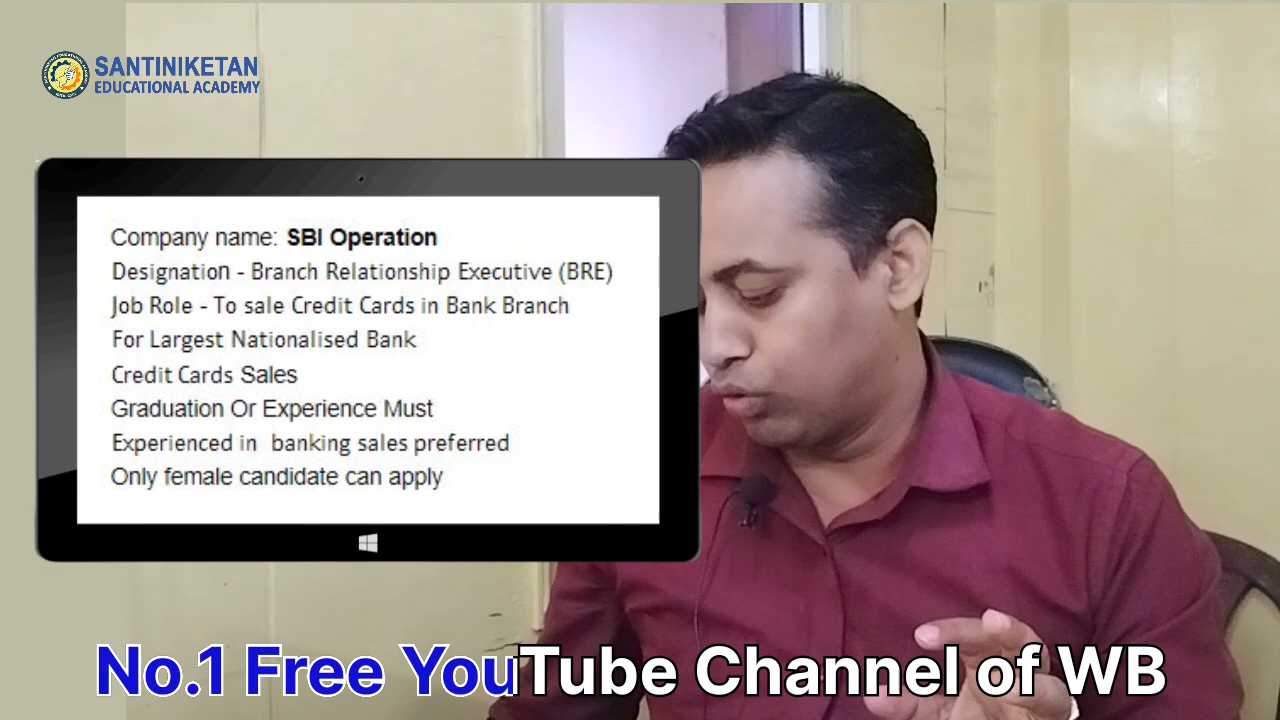 SANTINIKETAN
EDUCATIONAL ACADEMY
Company name: SBI Operation
Designation - Branch Relationship Executive (BRE)
Job Role - To sale Credit Cards in Bank Branch
For Largest Nationalised Bank
Credit Cards Sales
Graduation Or Experience Must
Experienced in banking sales preferred
Only female candidate can apply
No.1 Free YouTube Channel of WB